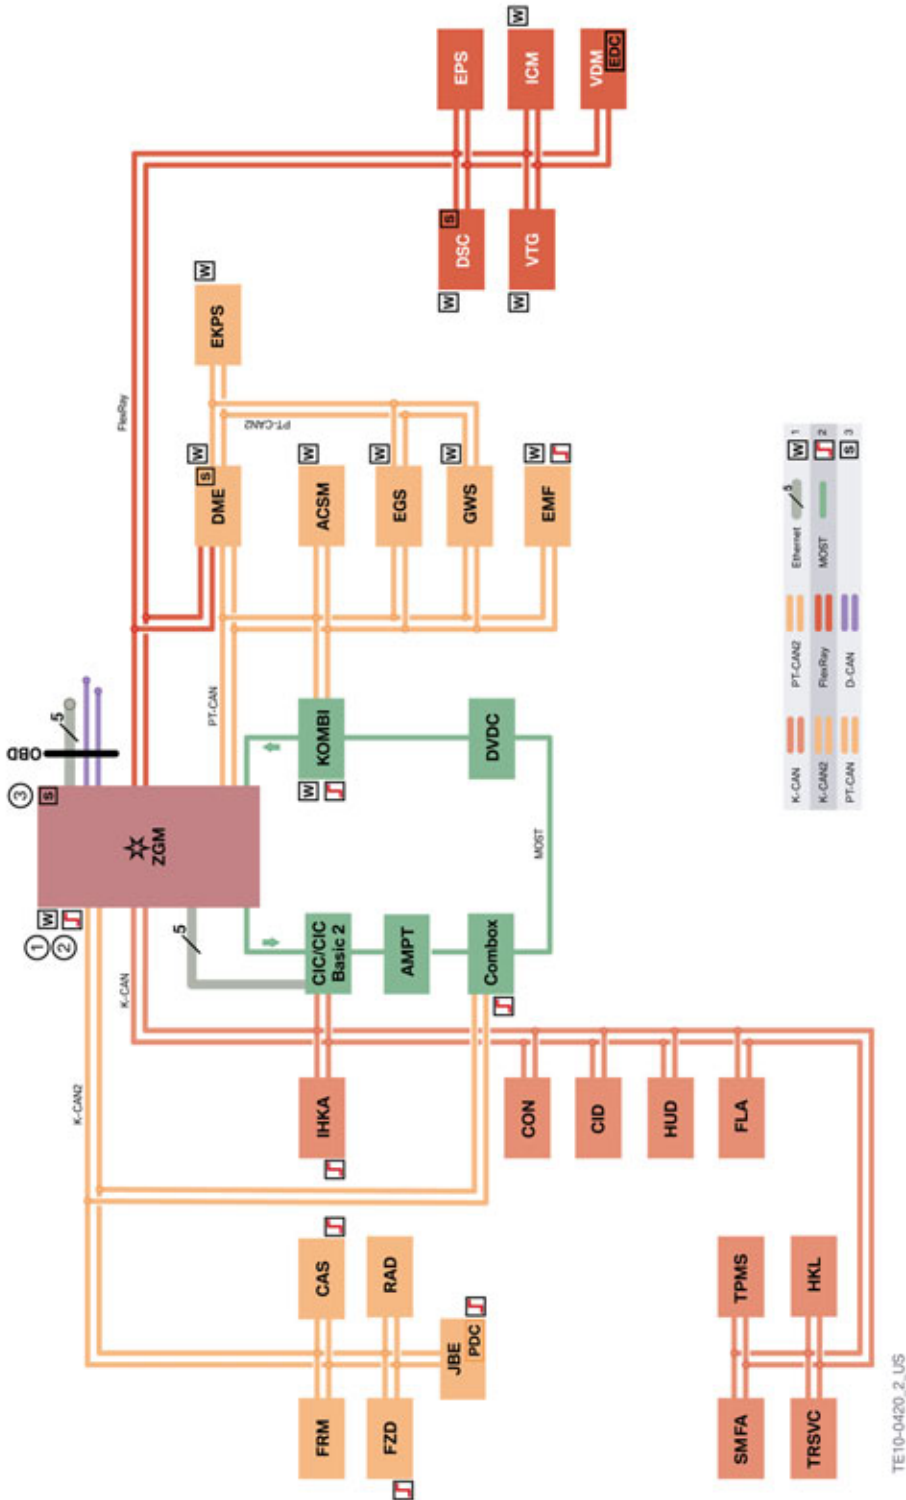 EPS
W
ICM
VDM
EDC
S
DSC
W
VTG
W
FlexRay
EKPS
W
PT-CAN2
W
S
DME
W
ACSM
W
EGS
W
GWS
W
EMF
OBD
5
PT-CAN
3
S
ZGM
1
W
2
KOMBI
W
DVDC
MOST
5
CIC/CIC
Basic 2
AMPT
Combox
K-CAN
K-CAN2
IHKA
CON
CID
HUD
FLA
CAS
RAD
JBE
PDC
FRM
FZD
TPMS
HKL
SMFA
TRSVC
K-CAN
PT-CAN2
Ethernet
5
W
1
K-CAN2
FlexRay
MOST
2
PT-CAN
D-CAN
S
3
TE10-0420_2_US